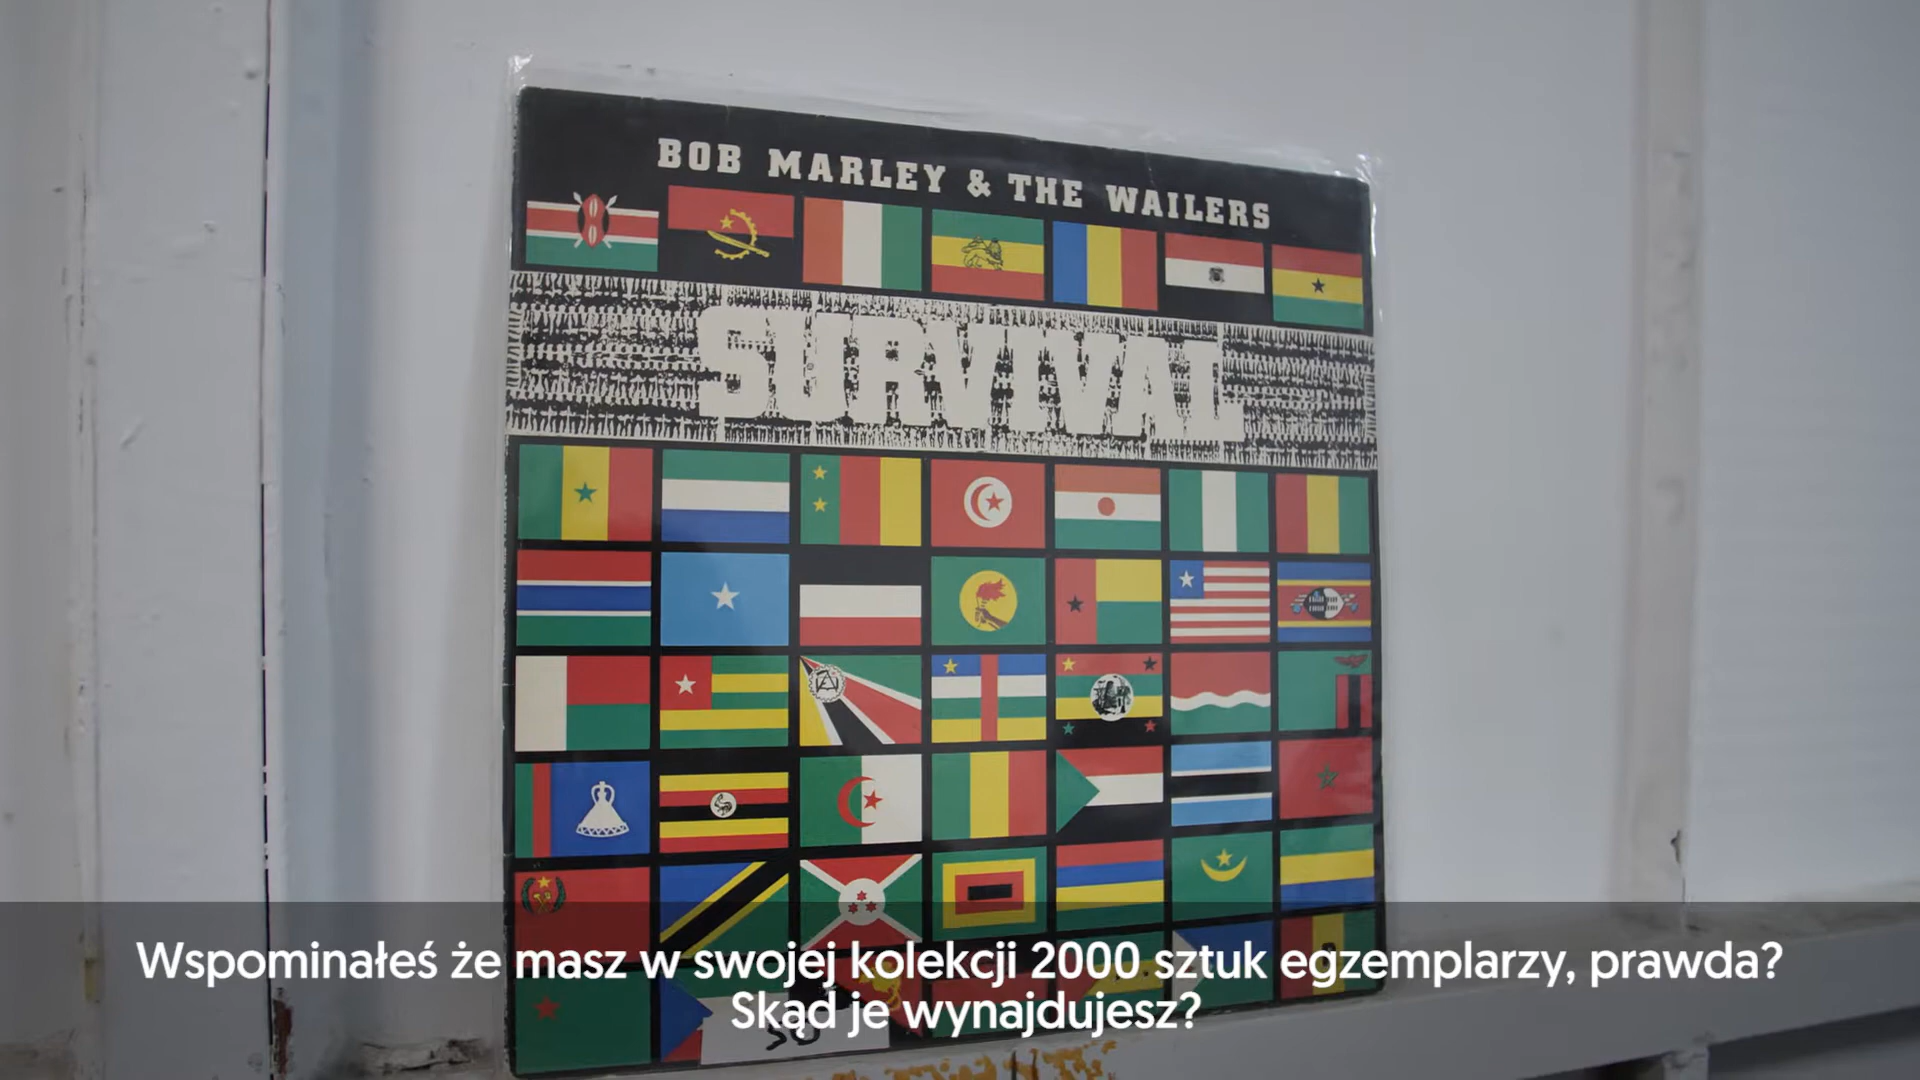 BOB MARLEY & THE WAILERS
SURVIVAL
Wspominałeś że masz w swojej kolekcji 2000 sztuk egzemplarzy, prawda?
Skąd je wynajdujesz?